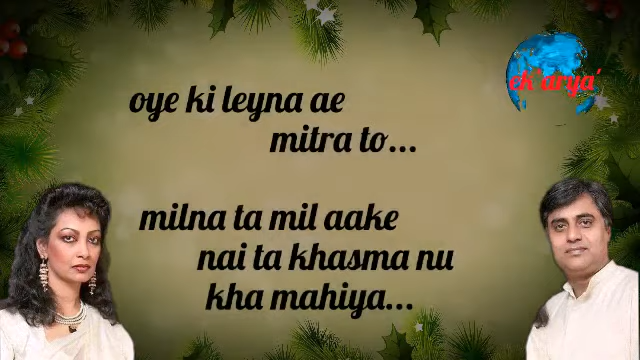 eK'arya'
oye ki leyna ae
mitra to...
milna ta mil aake
nai ta khasma nu
kha mahiya...